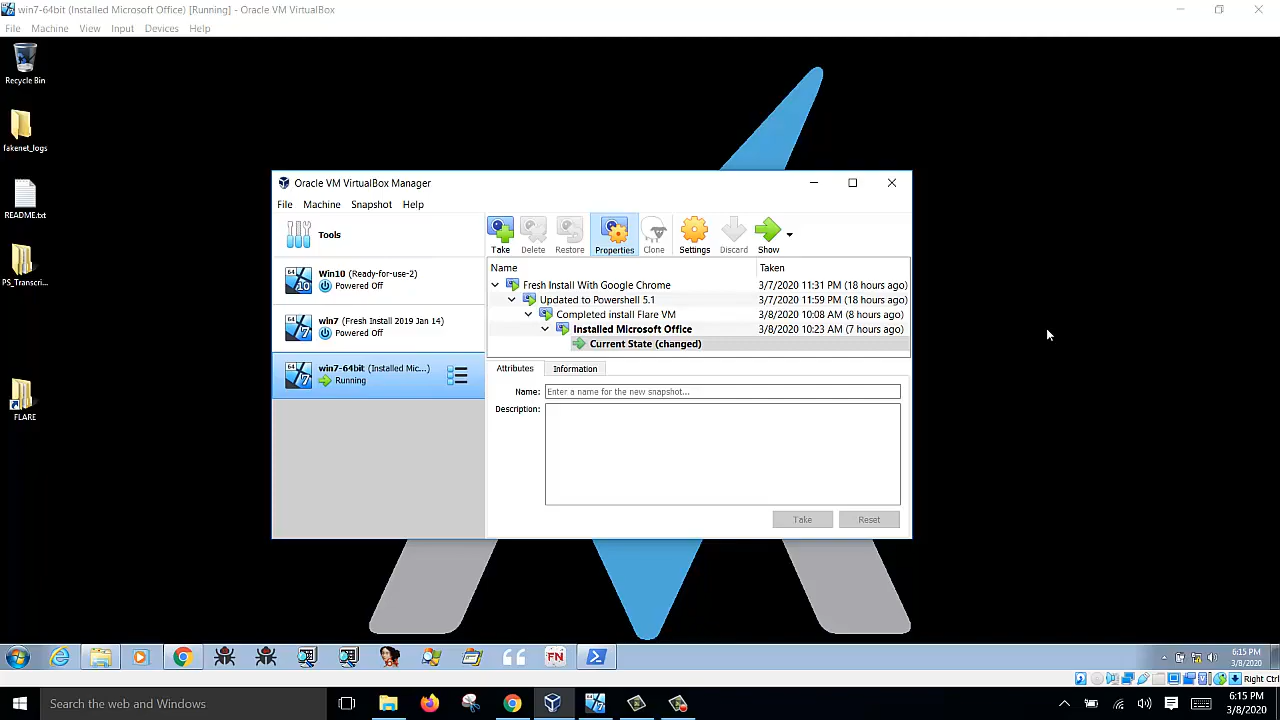 win7-64bit (Installed Microsoft Office) [Running] - Oracle VM VirtualBox
File Machine View Input Devices Help
Recycle Bin
fakenet_logs
README.txt
PS_Transcri...
FLARE
Oracle VM VirtualBox Manager
File Machine Snapshot Help
Tools
Win10 (Ready-for-use-2)
Powered Off
win7 (Fresh Install 2019 Jan 14)
Powered Off
win7-64bit (Installed Mic...)
Running
Take Delete Restore Properties Clone Settings Discard Show
Name Taken
Fresh Install With Google Chrome 3/7/2020 11:31 PM (18 hours ago)
Updated to Powershell 5.1 3/7/2020 11:59 PM (18 hours ago)
Completed install Flare VM 3/8/2020 10:08 AM (8 hours ago)
Installed Microsoft Office 3/8/2020 10:23 AM (7 hours ago)
Current State (changed)
Attributes Information
Name: Enter a name for the new snapshot...
Description:
Take Reset
FN
6:15 PM
3/8/2020
Right Ctrl
Search the web and Windows
6:15 PM
3/8/2020